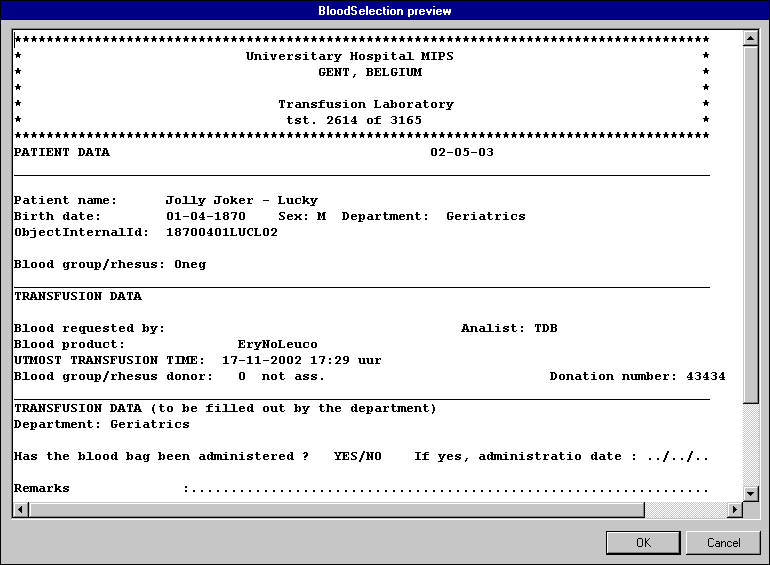 BloodSelection preview
***************************************************************************************
* Universitary Hospital MIPS *
* GENT, BELGIUM *
* *
* Transfusion Laboratory *
* tst. 2614 of 3165 *
***************************************************************************************
PATIENT DATA 02-05-03
Patient name: Jolly Joker - Lucky
Birth date: 01-04-1870 Sex: M Department: Geriatrics
ObjectInternalId: 18700401LUCL02
Blood group/rhesus: Oneg
TRANSFUSION DATA
Blood requested by: Analist: TDB
Blood product: EryNoLeuco
UTMOST TRANSFUSION TIME: 17-11-2002 17:29 uur
Blood group/rhesus donor: O not ass. Donation number: 43434
TRANSFUSION DATA (to be filled out by the department)
Department: Geriatrics
Has the blood bag been administered ? YES/NO If yes, administratio date : ../../..
Remarks :.................................................................
OK Cancel